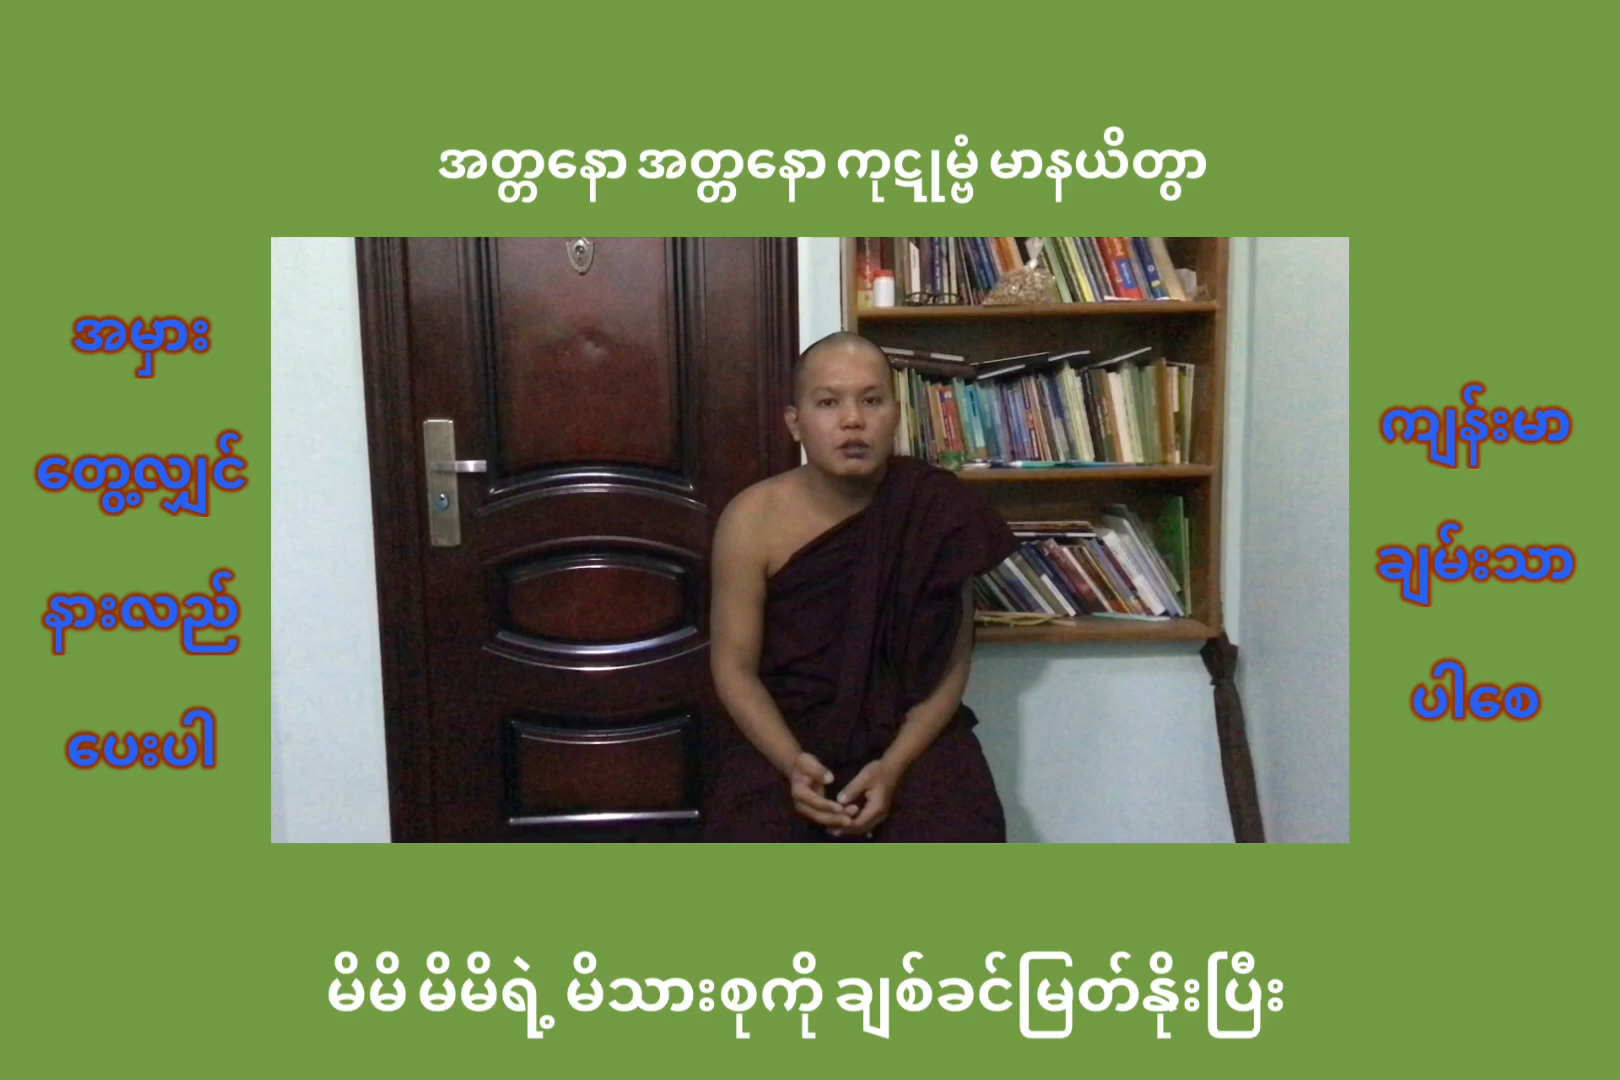 အတ္တနော အတ္တနော ကုဋုမ္ဗံ မာနယိတွာ
အမှား
တွေ့လျှင်
နားလည်
ပေးပါ
ကျန်းမာ
ချမ်းသာ
ပါစေ
မိမိ မိမိရဲ့ မိသားစုကို ချစ်ခင်မြတ်နိုးပြီး